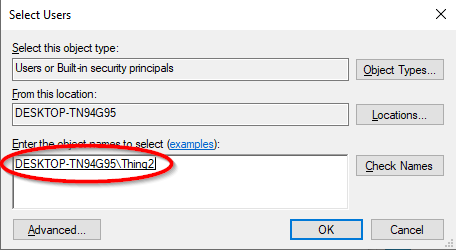 Select Users
Select this object type:
Users or Built-in security principals
Object Types...
From this location:
DESKTOP-TN94G95
Locations...
Enter the object names to select (examples):
DESKTOP-TN94G95\Thing2
Check Names
Advanced...
OK
Cancel